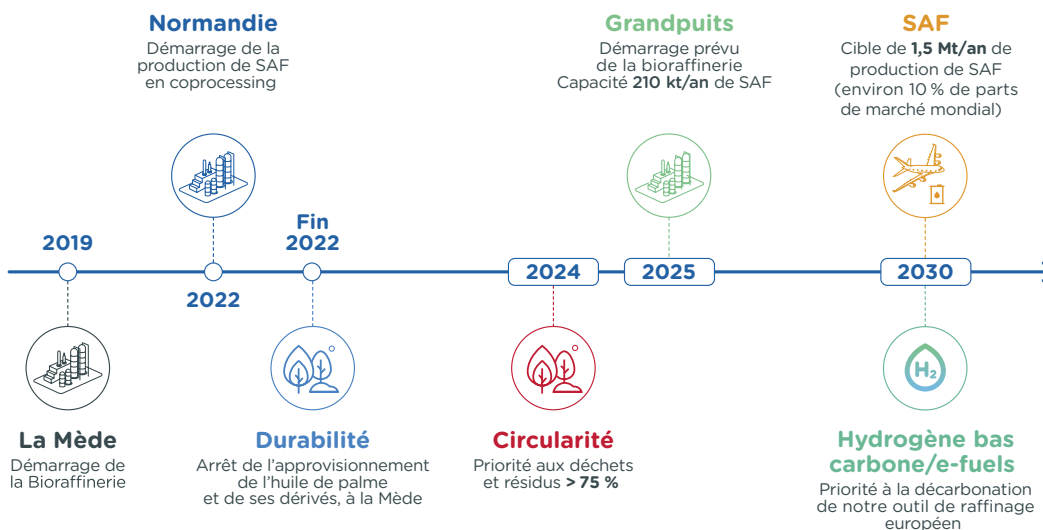 Normandie
Démarrage de la
production de SAF
en coprocessing
Grandpuits
Démarrage prévu
de la bioraffinerie
Capacité 210 kt/an de SAF
SAF
Cible de 1,5 Mt/an de
production de SAF
(environ 10 % de parts
de marché mondial)
2019
2022
Fin
2022
2024
2025
2030
La Mède
Démarrage de
la Bioraffinerie
Durabilité
Arrêt de l'approvisionnement
de l'huile de palme
et de ses dérivés, à la Mède
Circularité
Priorité aux déchets
et résidus > 75 %
H2
Hydrogène bas
carbone/e-fuels
Priorité à la décarbonation
de notre outil de raffinage
européen